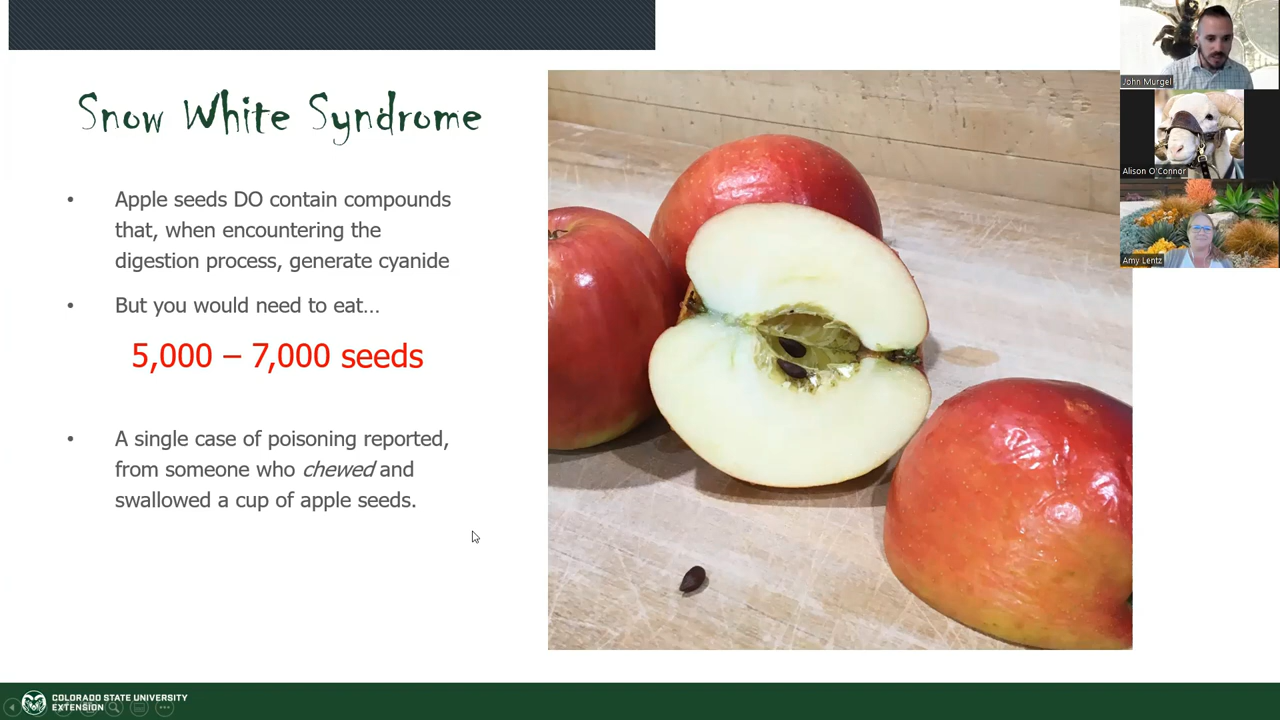 Snow White Syndrome
• Apple seeds DO contain compounds
that, when encountering the
digestion process, generate cyanide
• But you would need to eat…
5,000 – 7,000 seeds
• A single case of poisoning reported,
from someone who chewed and
swallowed a cup of apple seeds.
John Murgel
Alison O'Connor
Amy Lentz
COLORADO STATE UNIVERSITY
EXTENSION